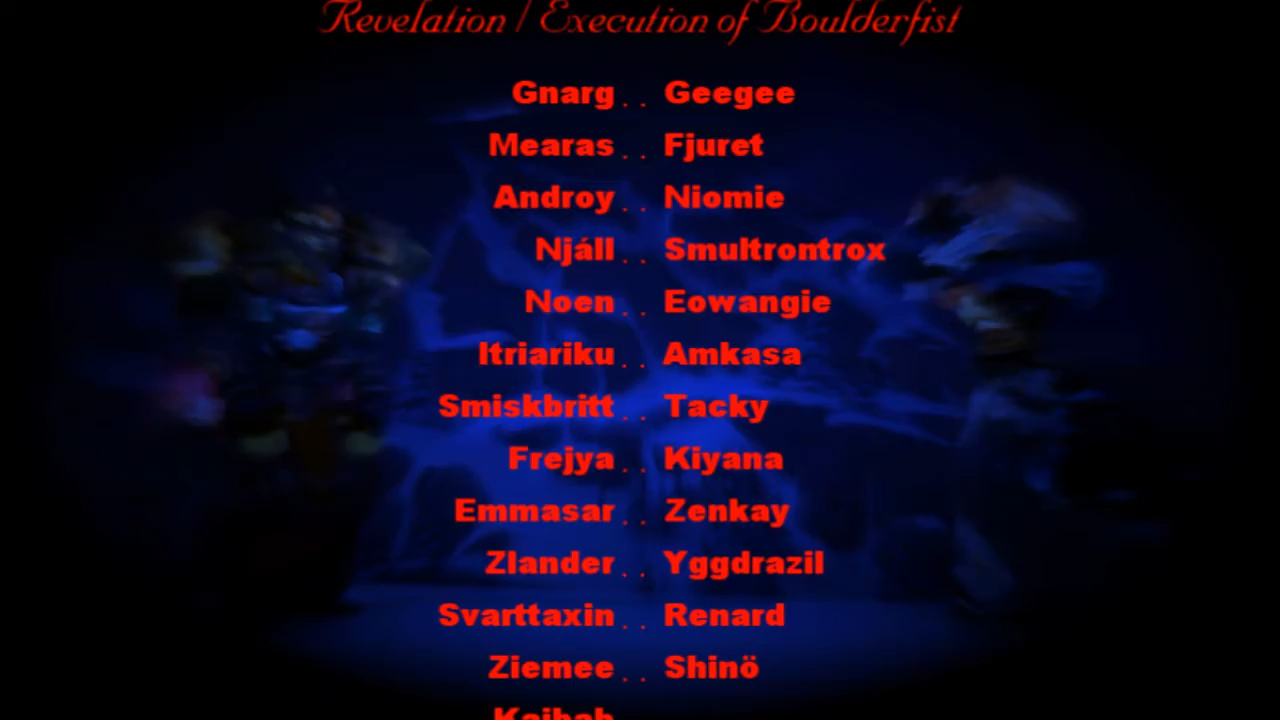 Revelation / Execution of Boulderfist
Gnarg . . Geegee
Mearas . . Fjuret
Androy . . Niomie
Njáll . . Smultrontrox
Noen . . Eowangie
Itriariku . . Amkasa
Smiskbritt . . Tacky
Frejya . . Kiyana
Emmasar . . Zenkay
Zlander . . Yggdrazil
Svarttaxin . . Renard
Ziemee . . Shinö